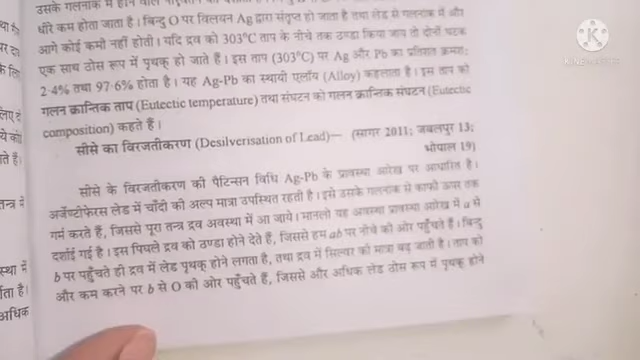 उसके गलनांक में
धीरे कम होता जाता है। बिन्दु O पर विलयन Ag द्वारा संतृप्त हो जाता है तथा लेड से गलनांक में और
आगे कोई कमी नहीं होती। यदि द्रव को 303°C ताप के नीचे तक ठण्डा किया जाय तो दोनों घटक
एक साथ ठोस रूप में पृथक् हो जाते हैं। इस ताप (303°C) पर Ag और Pb का प्रतिशत क्रमशः
2·4% तथा 97·6% होता है। यह Ag-Pb का स्थायी एलॉय (Alloy) कहलाता है। इस ताप को
गलन क्रान्तिक ताप (Eutectic temperature) तथा संघटन को गलन क्रान्तिक संघटन (Eutectic
composition) कहते हैं।
सीसे का विरजतीकरण (Desilverisation of Lead)— (सागर 2011; जबलपुर 13;
भोपाल 19)
सीसे के विरजतीकरण की पैटिन्सन विधि Ag-Pb के प्रावस्था आरेख पर आधारित है।
अर्जेण्टोफेरस लेड में चाँदी की अल्प मात्रा उपस्थित रहती है। इसे उसके गलनांक से काफी ऊपर तक
गर्म करते हैं, जिससे पूरा तन्त्र द्रव अवस्था में आ जाये। मानलो यह अवस्था प्रावस्था आरेख में a से
दर्शाई गई है। इस पिघले द्रव को ठण्डा होने देते हैं, जिससे हम ab पर नीचे की ओर पहुँचते हैं। बिन्दु
b पर पहुँचते ही द्रव में लेड पृथक् होने लगता है, तथा द्रव में सिल्वर की मात्रा बढ़ जाती है। ताप को
और कम करने पर b से O की ओर पहुँचते हैं, जिससे और अधिक लेड ठोस रूप में पृथक् होने
तन्त्र में
स्था में
ता है।
अधिक
KINEMASTER